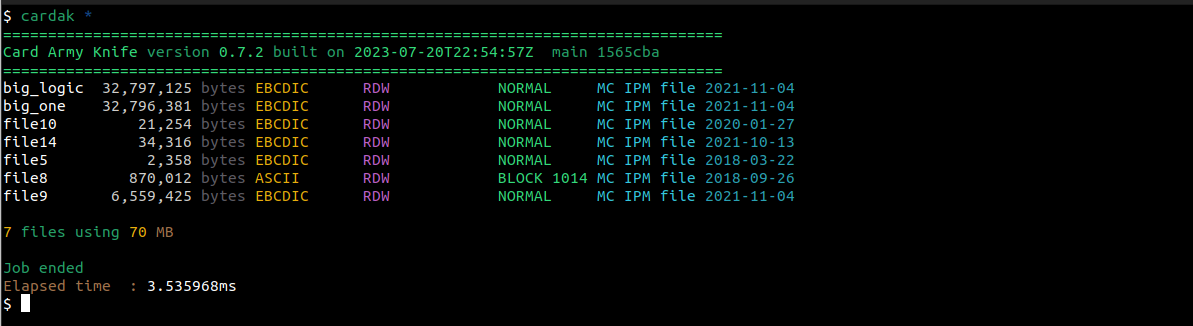 $ cardak *
================================================================================
Card Army Knife version 0.7.2 built on 2023-07-20T22:54:57Z  main 1565cba
================================================================================
big_logic  32,797,125 bytes EBCDIC      RDW            NORMAL     MC IPM file 2021-11-04
big_one    32,796,381 bytes EBCDIC      RDW            NORMAL     MC IPM file 2021-11-04
file10         21,254 bytes EBCDIC      RDW            NORMAL     MC IPM file 2020-01-27
file14         34,316 bytes EBCDIC      RDW            NORMAL     MC IPM file 2021-10-13
file5           2,358 bytes EBCDIC      RDW            NORMAL     MC IPM file 2018-03-22
file8         870,012 bytes ASCII       RDW            BLOCK 1014 MC IPM file 2018-09-26
file9       6,559,425 bytes EBCDIC      RDW            NORMAL     MC IPM file 2021-11-04
7 files using 70 MB
Job ended
Elapsed time  : 3.535968ms
$